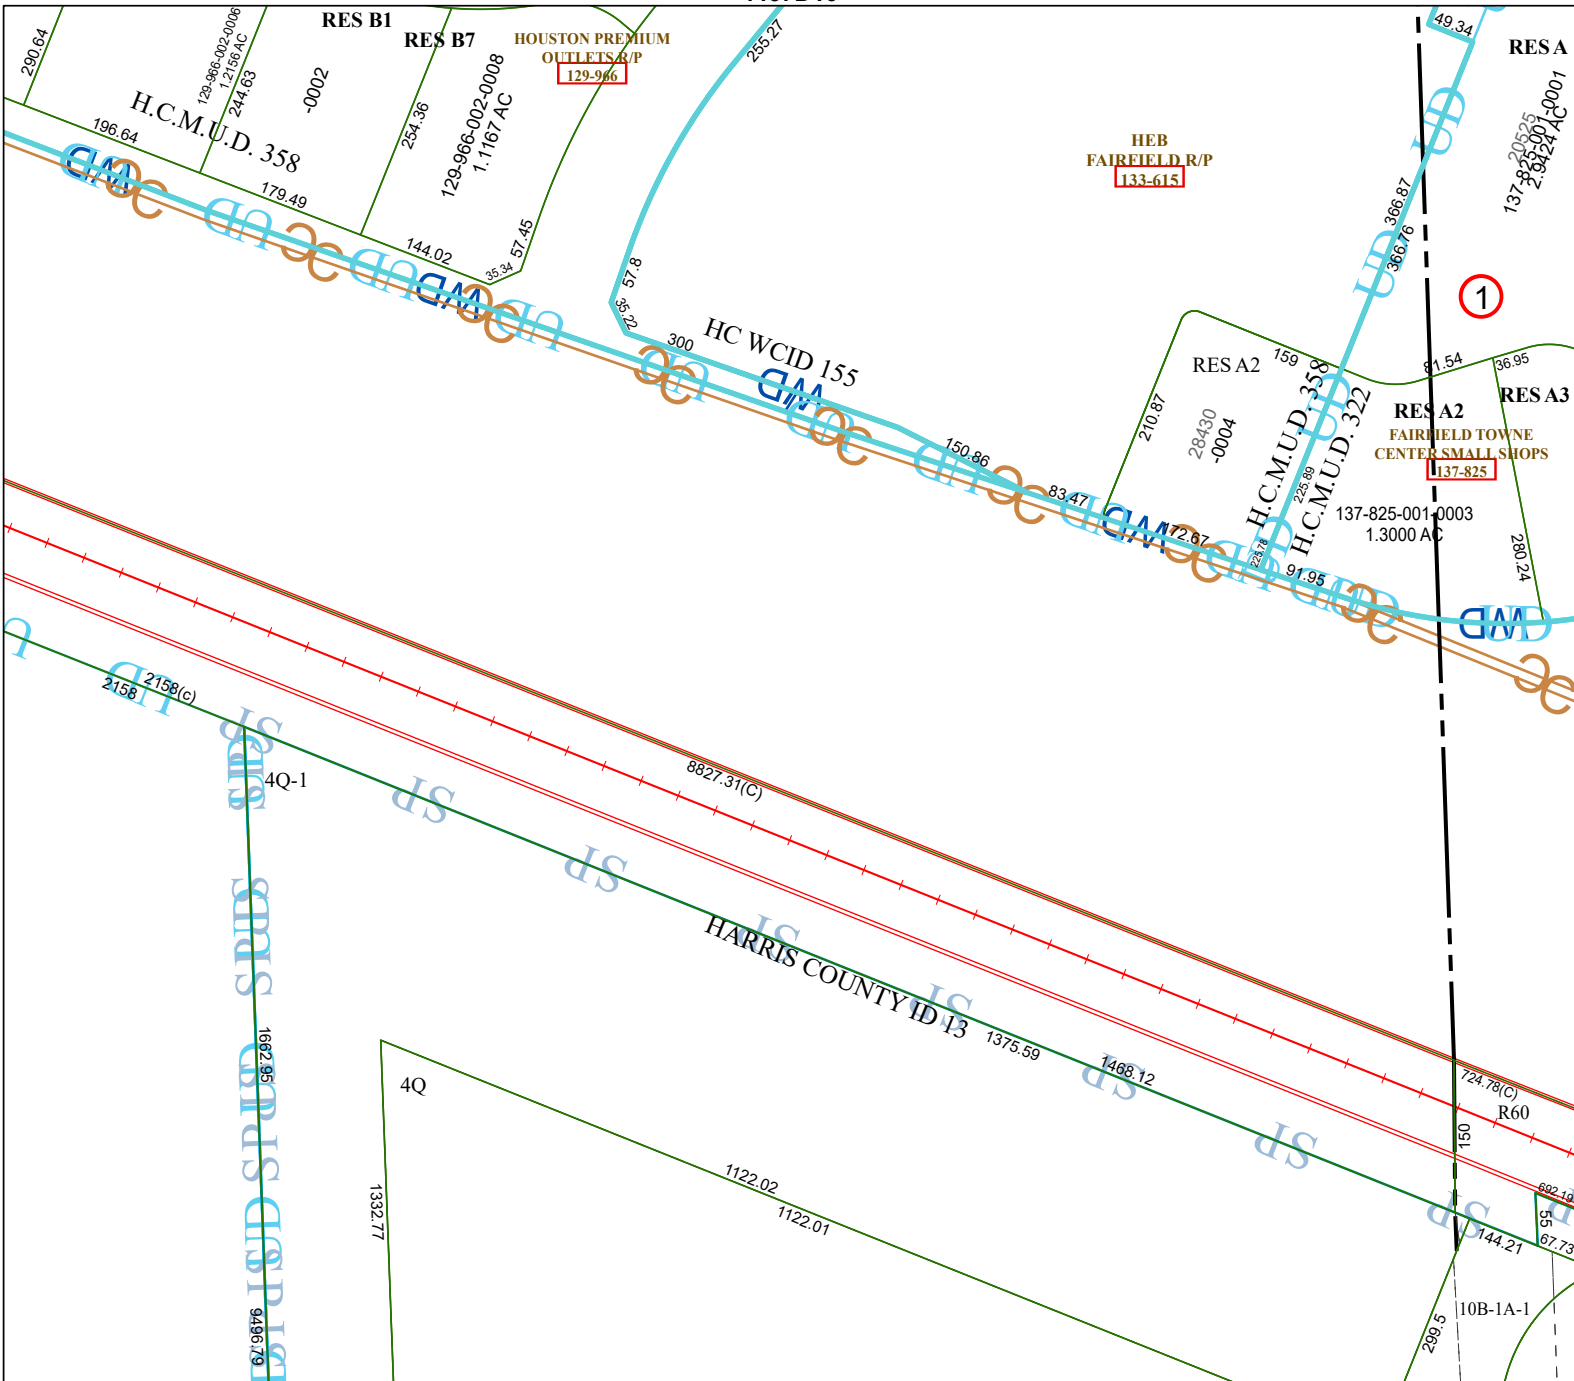 290.64
129-966-002-0006
1.2156 AC
244.63
RES B1
-0002
RES B7
254.36
129-966-002-0008
1.1167 AC
HOUSTON PREMIUM
OUTLETS R/P
129-966
255.27
49.34
RES A
20525
137-825-001-0001
2.9424 AC
H.C.M.U.D. 358
196.64
179.49
144.02
35.34
57.45
57.8
35.22
300
HC WCID 155
HEB
FAIRFIELD R/P
133-615
366.87
366.76
1
150.86
83.47
210.87
RES A2
28430
-0004
159
172.67
H.C.M.U.D. 358
H.C.M.U.D. 322
225.89
225.78
91.95
81.54
36.95
RES A2
RES A3
FAIRFIELD TOWNE
CENTER SMALL SHOPS
137-825
137-825-001-0003
1.3000 AC
280.24
WD
UD
2158
2158(c)
SP
4Q-1
8827.31(C)
HARRIS COUNTY ID 13
1375.59
1468.12
1662.95
9496.79
4Q
1332.77
1122.02
1122.01
724.78(C)
R60
150
692.19
55
67.73
144.21
299.5
10B-1A-1